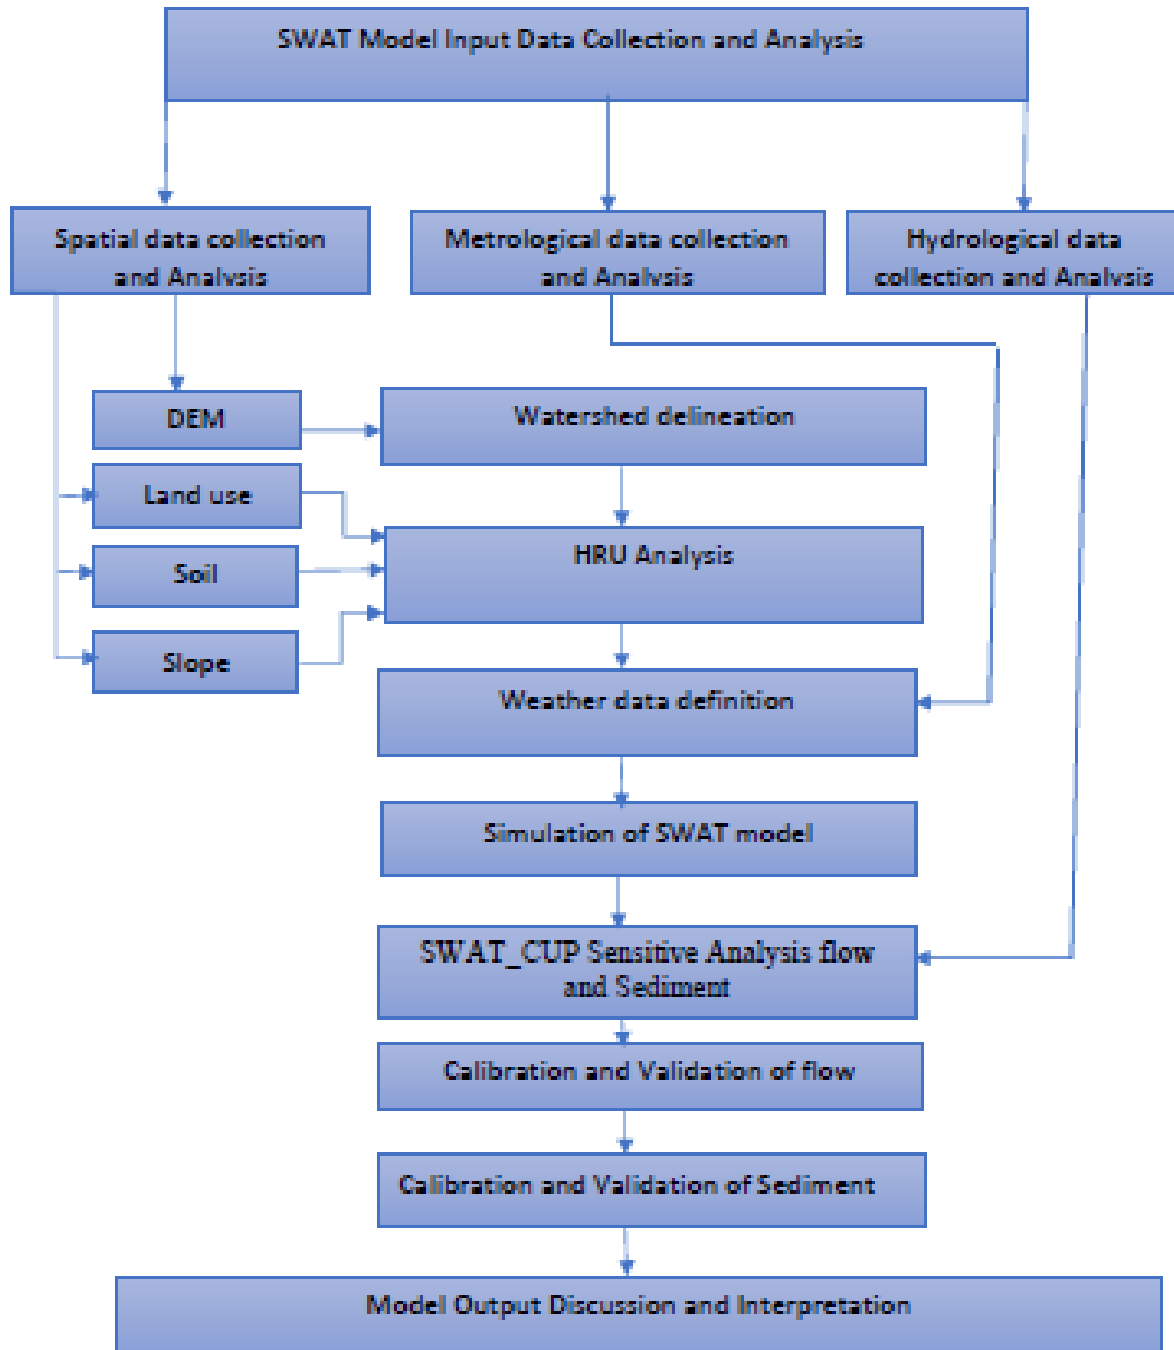 SWAT Model Input Data Collection and Analysis
Spatial data collection
and Analysis
Metrological data collection
and Analysis
Hydrological data
collection and Analysis
DEM
Watershed delineation
Land use
HRU Analysis
Soil
Slope
Weather data definition
Simulation of SWAT model
SWAT_CUP Sensitive Analysis flow
and Sediment
Calibration and Validation of flow
Calibration and Validation of Sediment
Model Output Discussion and Interpretation